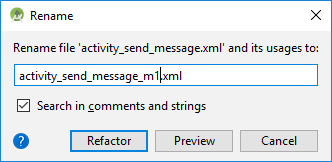 Rename
Rename file 'activity_send_message.xml' and its usages to:
activity_send_message_m1.xml
Search in comments and strings
?
Refactor
Preview
Cancel